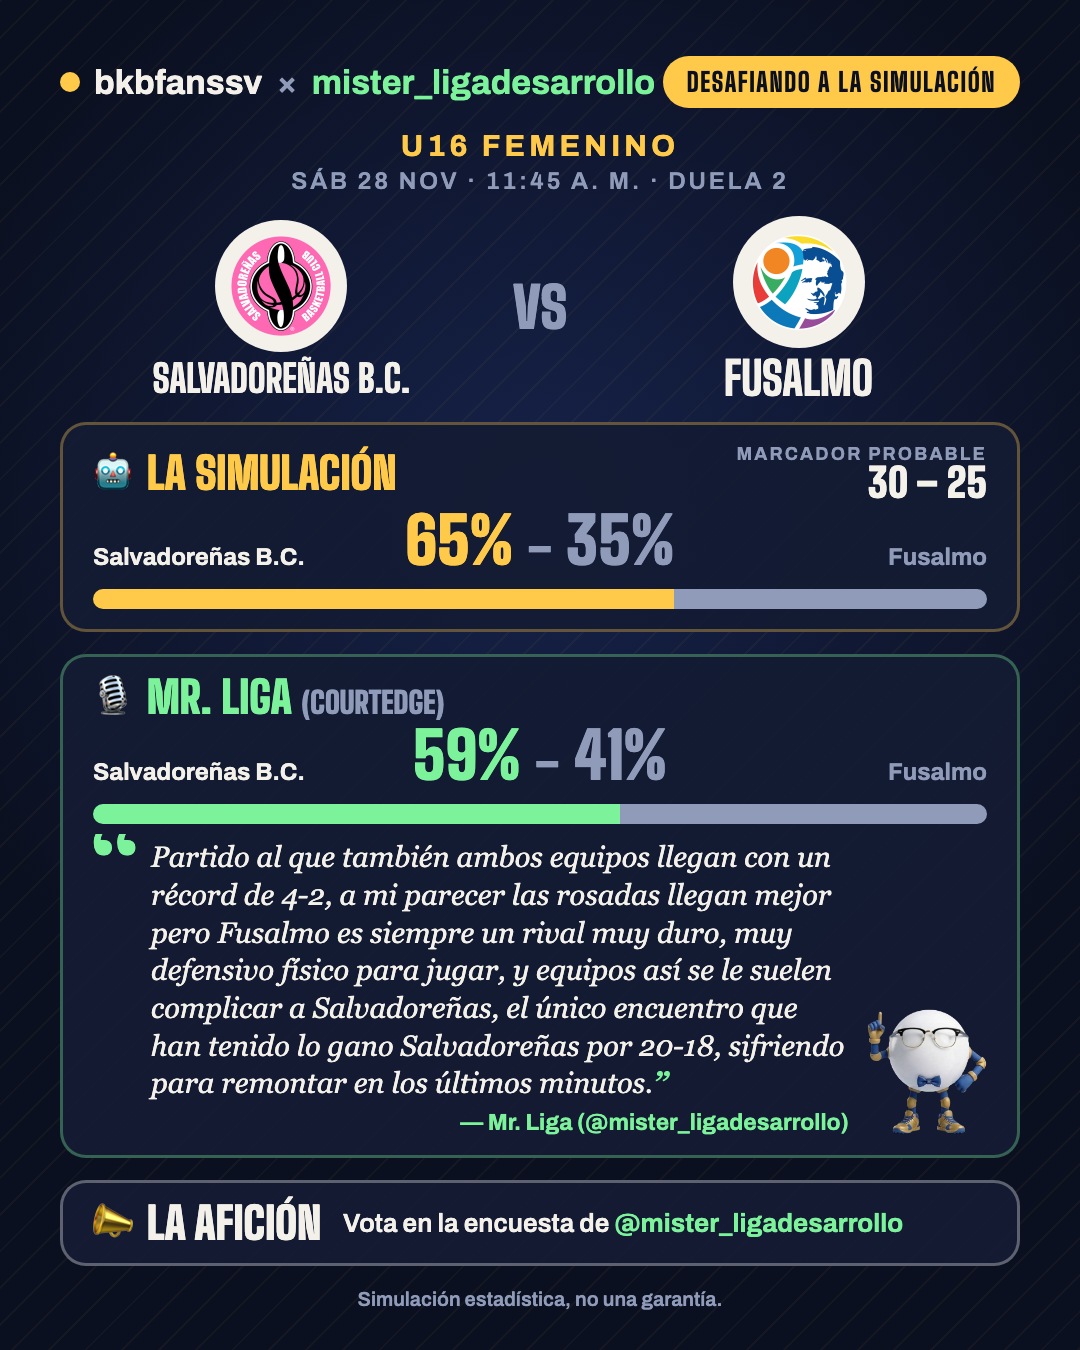 bkbfanssv × mister_ligadesarrollo DESAFIANDO A LA SIMULACIÓN
U16 FEMENINO
SÁB 28 NOV · 11:45 A. M. · DUELA 2
SALVADOREÑAS BASKETBALL CLUB
VS
SALVADOREÑAS B.C.
FUSALMO
LA SIMULACIÓN
MARCADOR PROBABLE
30 – 25
Salvadoreñas B.C. 65% – 35% Fusalmo
MR. LIGA (COURTEDGE)
Salvadoreñas B.C. 59% – 41% Fusalmo
“Partido al que también ambos equipos llegan con un
récord de 4-2, a mi parecer las rosadas llegan mejor
pero Fusalmo es siempre un rival muy duro, muy
defensivo físico para jugar, y equipos así se le suelen
complicar a Salvadoreñas, el único encuentro que
han tenido lo gano Salvadoreñas por 20-18, sifriendo
para remontar en los últimos minutos.”
— Mr. Liga (@mister_ligadesarrollo)
LA AFICIÓN Vota en la encuesta de @mister_ligadesarrollo
Simulación estadística, no una garantía.